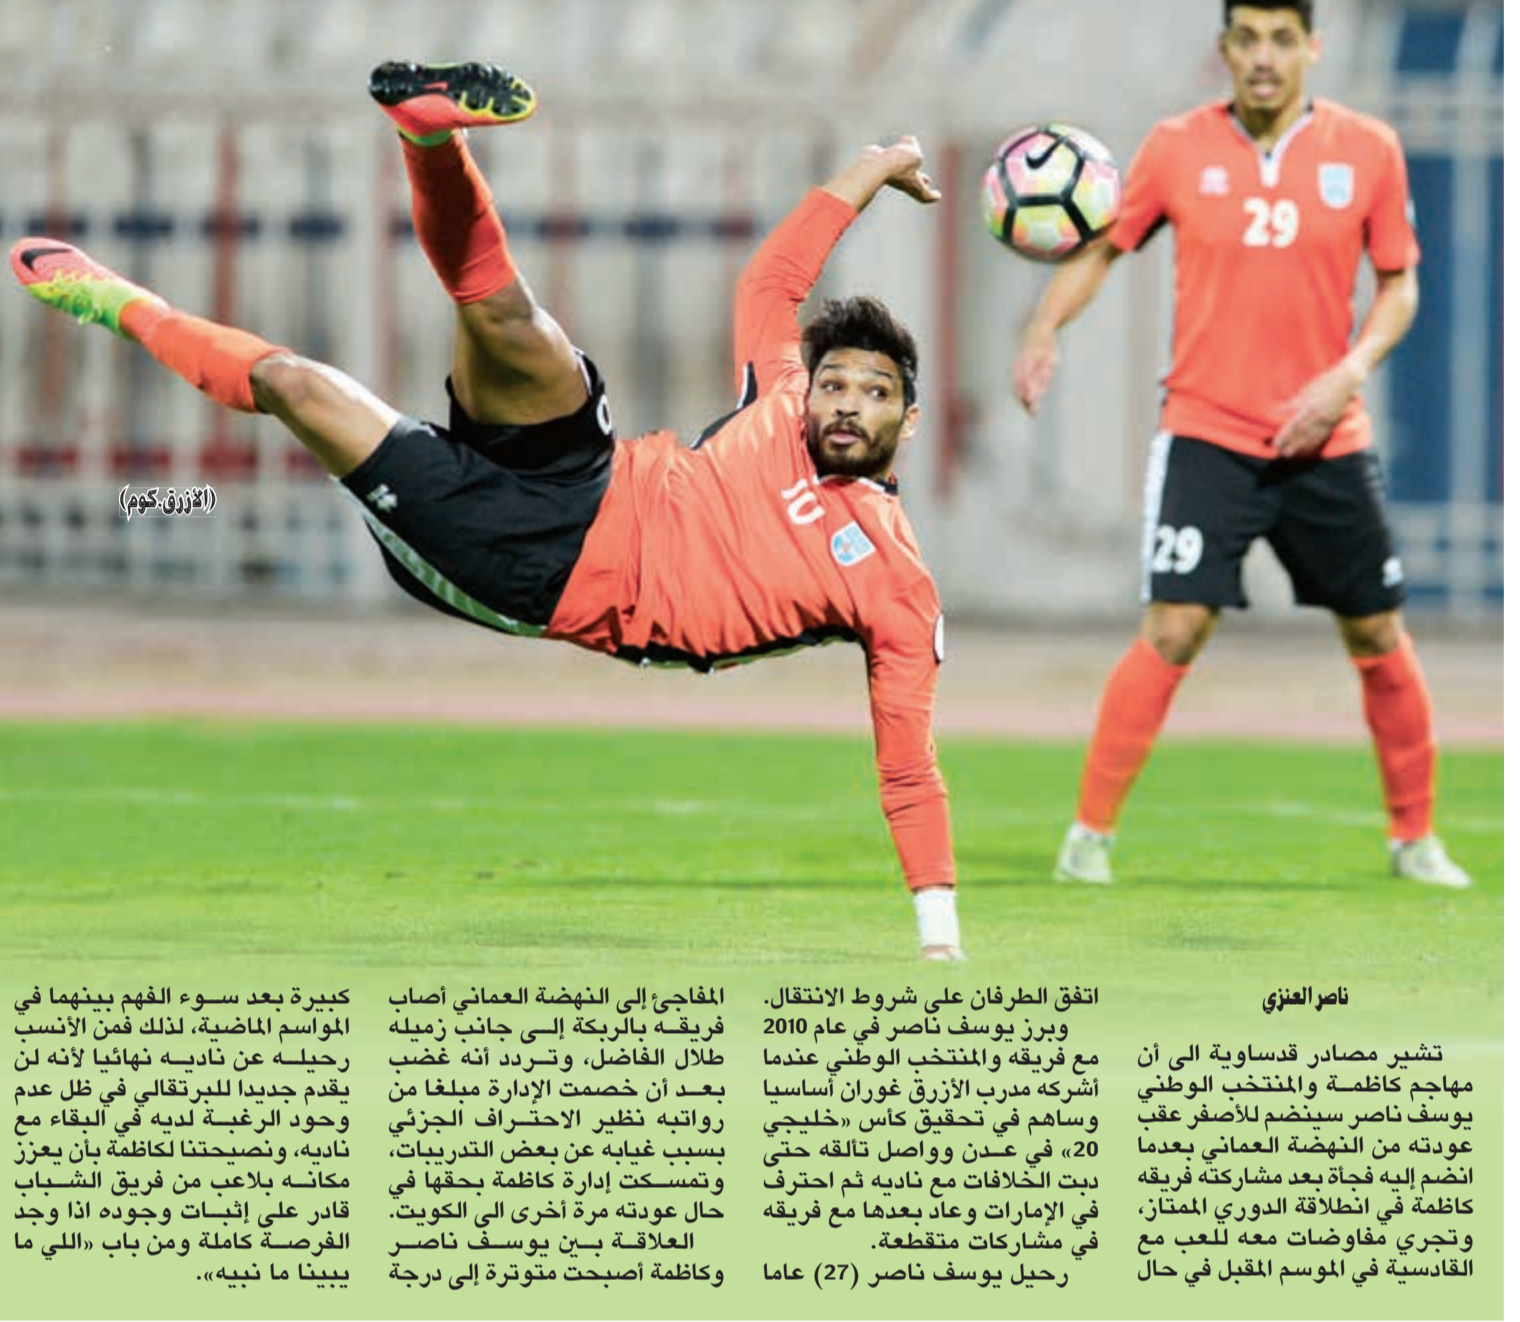 29
10
29
(الأزرق.كوم)
ناصر العنزي
تشير مصادر قدساوية الى أن
مهاجم كاظمة والمنتخب الوطني
يوسف ناصر سينضم للأصفر عقب
عودته من النهضة العماني بعدما
انضم إليه فجأة بعد مشاركته فريقه
كاظمة في انطلاقة الدوري الممتاز،
وتجري مفاوضات معه للعب مع
القادسية في الموسم المقبل في حال
اتفق الطرفان على شروط الانتقال.
وبرز يوسف ناصر في عام 2010
مع فريقه والمنتخب الوطني عندما
أشركه مدرب الأزرق غوران أساسيا
وساهم في تحقيق كأس «خليجي
20» في عدن وواصل تألقه حتى
دبت الخلافات مع ناديه ثم احترف
في الإمارات وعاد بعدها مع فريقه
في مشاركات متقطعة.
رحيل يوسف ناصر (27) عاما
المفاجئ إلى النهضة العماني أصاب
فريقه بالربكة إلى جانب زميله
طلال الفاضل، وتردد أنه غضب
بعد أن خصمت الإدارة مبلغا من
رواتبه نظير الاحتراف الجزئي
بسبب غيابه عن بعض التدريبات،
وتمسكت إدارة كاظمة بحقها في
حال عودته مرة أخرى الى الكويت.
العلاقة بين يوسف ناصر
وكاظمة أصبحت متوترة إلى درجة
كبيرة بعد سوء الفهم بينهما في
المواسم الماضية، لذلك فمن الأنسب
رحيله عن ناديه نهائيا لأنه لن
يقدم جديدا للبرتقالي في ظل عدم
وحود الرغبة لديه في البقاء مع
ناديه، ونصيحتنا لكاظمة بأن يعزز
مكانه بلاعب من فريق الشباب
قادر على إثبات وجوده اذا وجد
الفرصة كاملة ومن باب «اللي ما
يبينا ما نبيه».